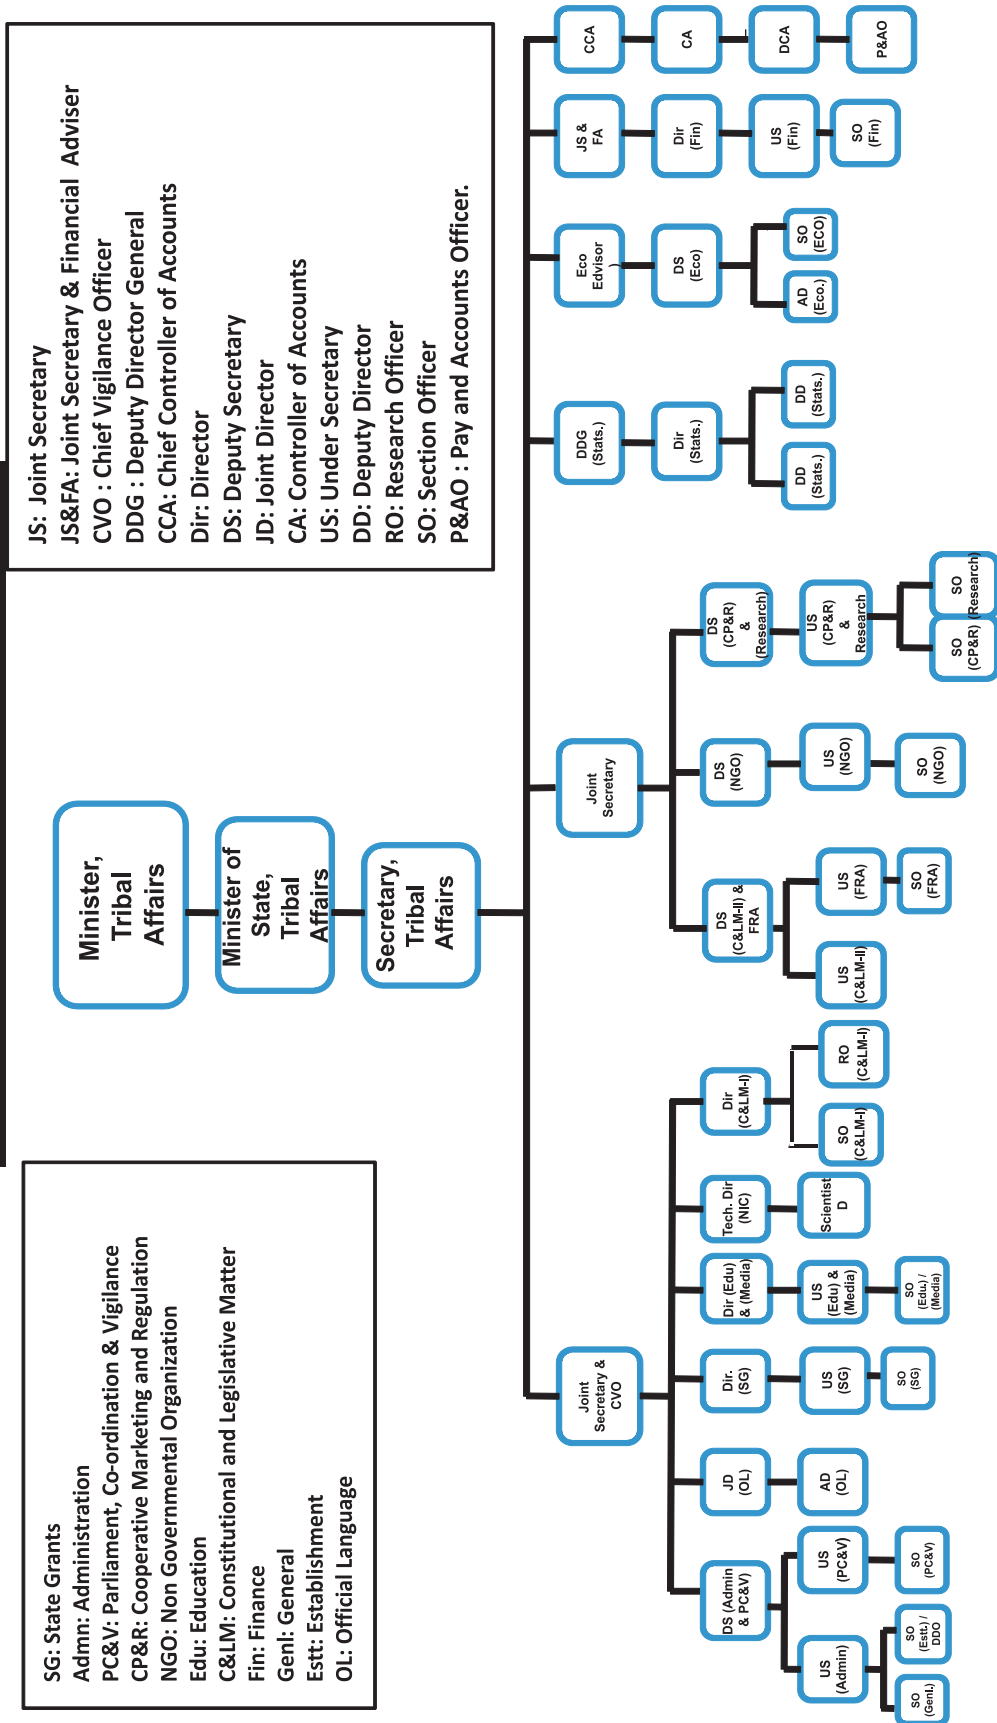 SG: State Grants
Admn: Administration
PC&V: Parliament, Co-ordination & Vigilance
CP&R: Cooperative Marketing and Regulation
NGO: Non Governmental Organization
Edu: Education
C&LM: Constitutional and Legislative Matter
Fin: Finance
Genl: General
Estt: Establishment
OL: Official Language
Minister,
Tribal
Affairs
Minister of
State,
Tribal
Affairs
Secretary,
Tribal
Affairs
JS: Joint Secretary
JS&FA: Joint Secretary & Financial Adviser
CVO : Chief Vigilance Officer
DDG : Deputy Director General
CCA: Chief Controller of Accounts
Dir: Director
DS: Deputy Secretary
JD: Joint Director
CA: Controller of Accounts
US: Under Secretary
DD: Deputy Director
RO: Research Officer
SO: Section Officer
P&AO : Pay and Accounts Officer.
Joint
Secretary &
CVO
Joint
Secretary
DDG
(Stats.)
Eco
Edvisor
)
JS &
FA
CCA
DS (Admin
& PC&V)
JD
(OL)
Dir.
(SG)
Dir (Edu)
& (Media)
Tech. Dir
(NIC)
Dir
(C&LM-I)
DS
(C&LM-II) &
FRA
DS
(NGO)
DS
(CP&R)
&
(Research)
Dir
(Stats.)
DS
(Eco)
Dir
(Fin)
CA
US
(Admin)
US
(PC&V)
AD
(OL)
US
(SG)
US
(Edu) &
(Media)
Scientist
D
SO
(C&LM-I)
RO
(C&LM-I)
US
(C&LM-II)
US
(FRA)
US
(NGO)
US
(CP&R)
&
Research
DD
(Stats.)
DD
(Stats.)
AD
(Eco.)
SO
(ECO)
US
(Fin)
DCA
SO
(Genl.)
SO
(Estt.) /
DDO
SO
(PC&V)
SO
(SG)
SO
(Edu.) /
(Media)
SO
(FRA)
SO
(NGO)
SO
(CP&R)
SO
(Research)
SO
(Fin)
P&AO